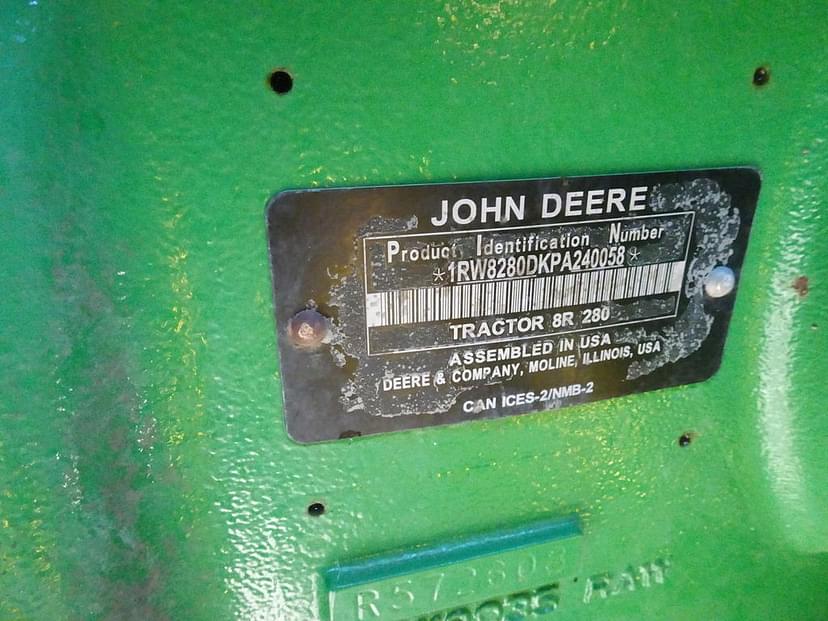 JOHN DEERE
Product Identification Number
*1RW8280DKPA240058*
TRACTOR 8R 280
ASSEMBLED IN USA
DEERE & COMPANY, MOLINE, ILLINOIS, USA
CAN ICES-2/NMB-2
R572608